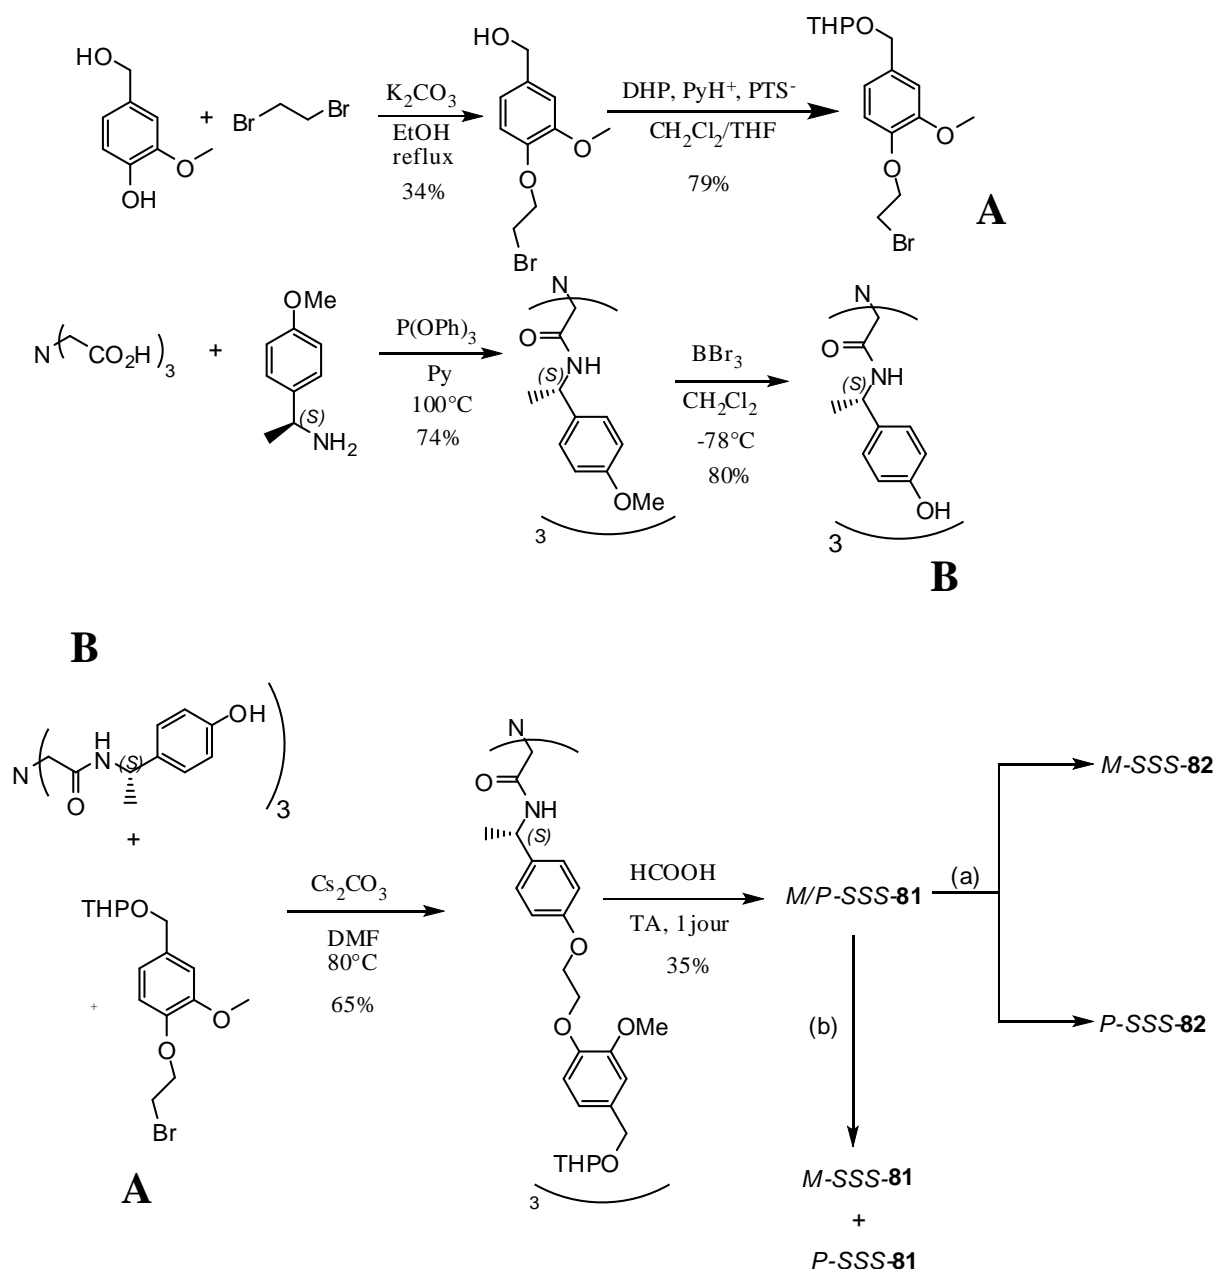 HO
OH
O
+
Br
Br
K2CO3
EtOH
reflux
34%
HO
O
O
Br
DHP, PyH+, PTS-
CH2Cl2/THF
79%
THPO
O
O
Br
A
N
CO2H
3
+
OMe
(S)
NH2
P(OPh)3
Py
100°C
74%
N
O
NH
(S)
OMe
3
BBr3
CH2Cl2
-78°C
80%
N
O
NH
(S)
OH
3
B
B
N
O
H
N
(S)
OH
3
+
THPO
+
O
O
Br
A
Cs2CO3
DMF
80°C
65%
N
O
NH
(S)
O
O
OMe
THPO
3
HCOOH
TA, 1 jour
35%
M/P-SSS-81
(a)
M-SSS-82
P-SSS-82
(b)
M-SSS-81
+
P-SSS-81